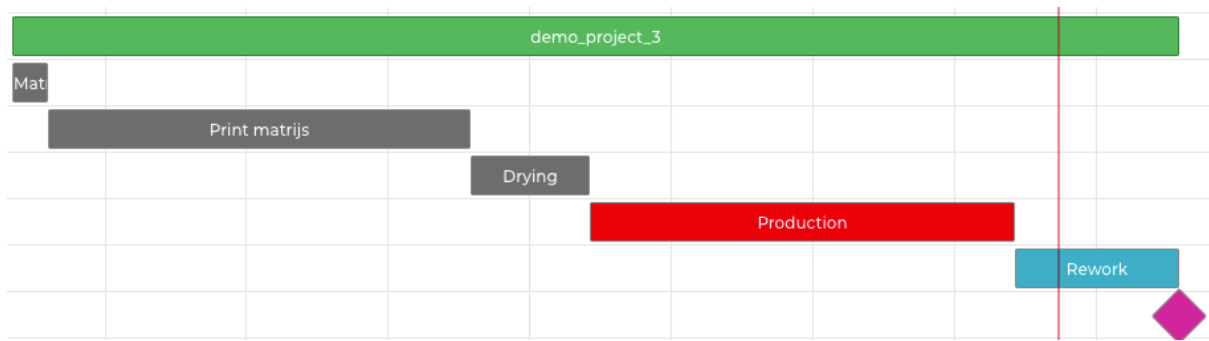 demo_project_3
Mat
Print matrijs
Drying
Production
Rework